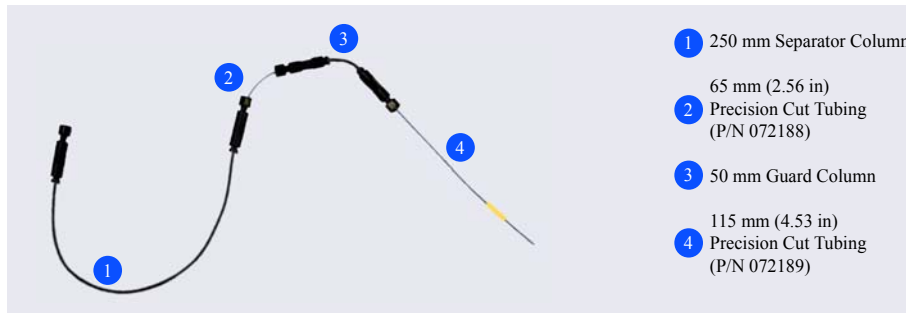 3
2
4
1
1 250 mm Separator Column
65 mm (2.56 in)
2 Precision Cut Tubing
(P/N 072188)
3 50 mm Guard Column
115 mm (4.53 in)
4 Precision Cut Tubing
(P/N 072189)